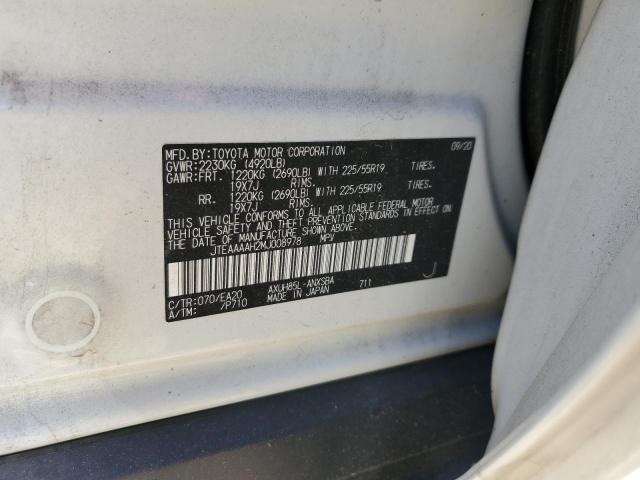 MFD. BY: TOYOTA MOTOR CORPORATION 09/20
GVWR: 2230KG (4920LB)
GAWR: FRT. 1220KG (2690LB) WITH 225/55R19 TIRES,
19X7J RIMS.
RR. 1220KG (2690LB) WITH 225/55R19 TIRES,
19X7J RIMS.
THIS VEHICLE CONFORMS TO ALL APPLICABLE FEDERAL MOTOR
VEHICLE SAFETY AND THEFT PREVENTION STANDARDS IN EFFECT
ON THE DATE OF MANUFACTURE SHOWN ABOVE.
JTEAAAAH2MJ008978 MPV
C/TR: 070/EA20 AXUH85L-ANXSBA 711 J
A/TM: /P710 MADE IN JAPAN